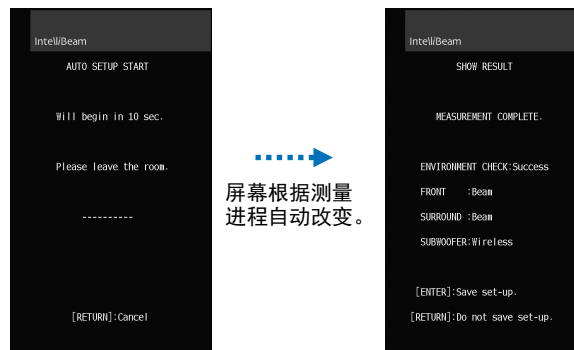 IntelliBeam
AUTO SETUP START
Will begin in 10 sec.
Please leave the room.
----------
[RETURN]:Cancel
屏幕根据测量
进程自动改变。
IntelliBeam
SHOW RESULT
MEASUREMENT COMPLETE.
ENVIRONMENT CHECK:Success
FRONT :Beam
SURROUND :Beam
SUBWOOFER:Wireless
[ENTER]:Save set-up.
[RETURN]:Do not save set-up.